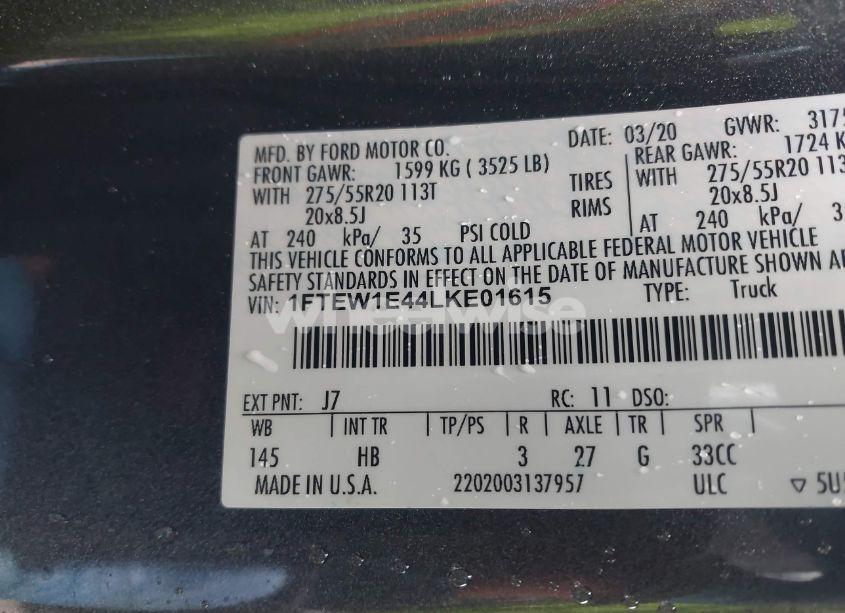 MFD. BY FORD MOTOR CO.
DATE: 03/20
GVWR: 3175
FRONT GAWR: 1599 KG ( 3525 LB)
REAR GAWR: 1724 K
WITH 275/55R20 113T
TIRES
WITH 275/55R20 113
20x8.5J
RIMS
20x8.5J
AT 240 kPa/ 35 PSI COLD
AT 240 kPa/ 3
THIS VEHICLE CONFORMS TO ALL APPLICABLE FEDERAL MOTOR VEHICLE
SAFETY STANDARDS IN EFFECT ON THE DATE OF MANUFACTURE SHOWN
VIN: 1FTEW1E44LKE01615
TYPE: Truck
wheelwise
EXT PNT: J7
RC: 11 DSO:
WB | INT TR | TP/PS | R | AXLE | TR | SPR |
145 HB 3 27 G 33CC
MADE IN U.S.A. 2202003137957 ULC ▽ 5U5